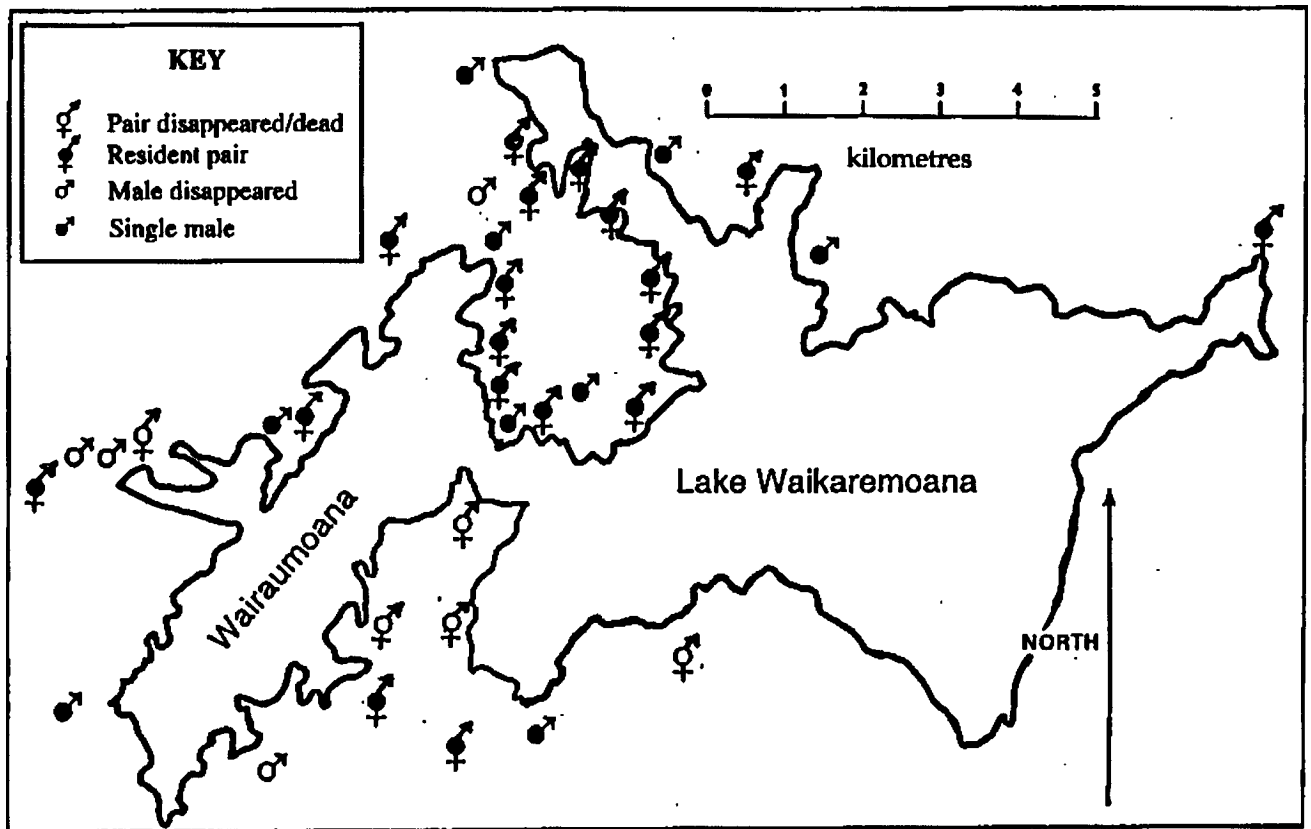 KEY
Pair disappeared/dead
Resident pair
Male disappeared
Single male
0 1 2 3 4 5
kilometres
Lake Waikaremoana
Wairaumoana
NORTH